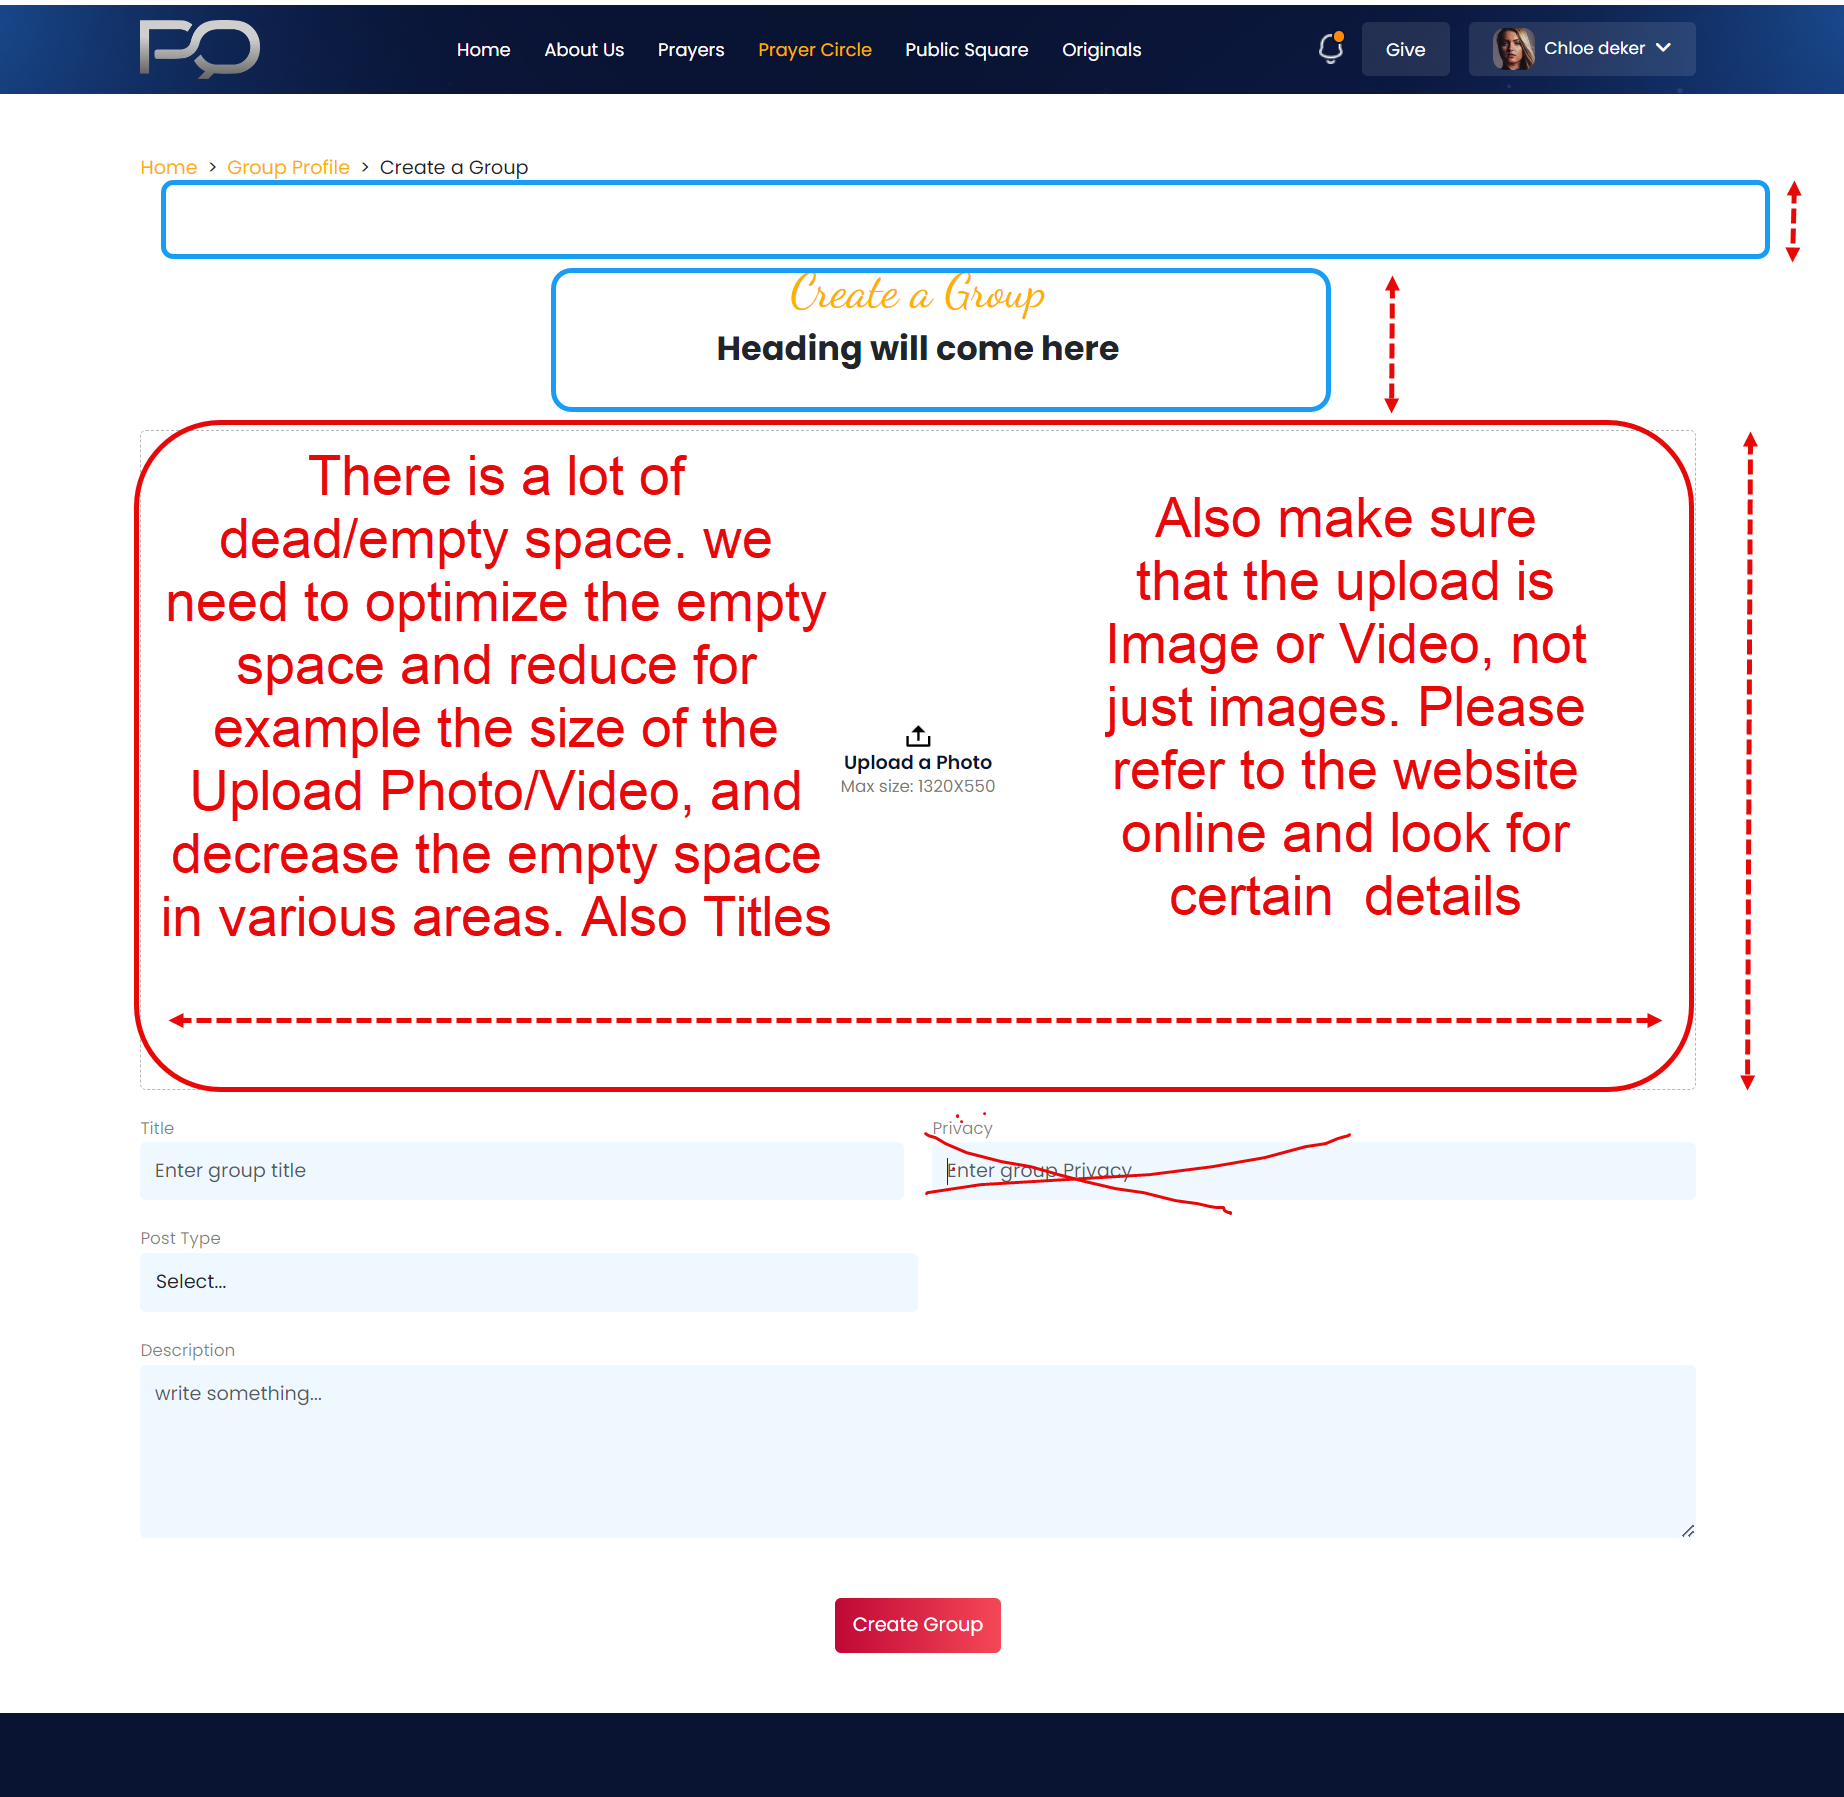 PQ
Home About Us Prayers Prayer Circle Public Square Originals Give Chloe deker
Home > Group Profile > Create a Group
Create a Group
Heading will come here
There is a lot of
dead/empty space. we
need to optimize the empty
space and reduce for
example the size of the
Upload Photo/Video, and
decrease the empty space
in various areas. Also Titles
Also make sure
that the upload is
Image or Video, not
just images. Please
refer to the website
online and look for
certain  details
Upload a Photo
Max size: 1320X550
Title
Enter group title
Privacy
Enter group Privacy
Post Type
Select...
Description
write something...
Create Group